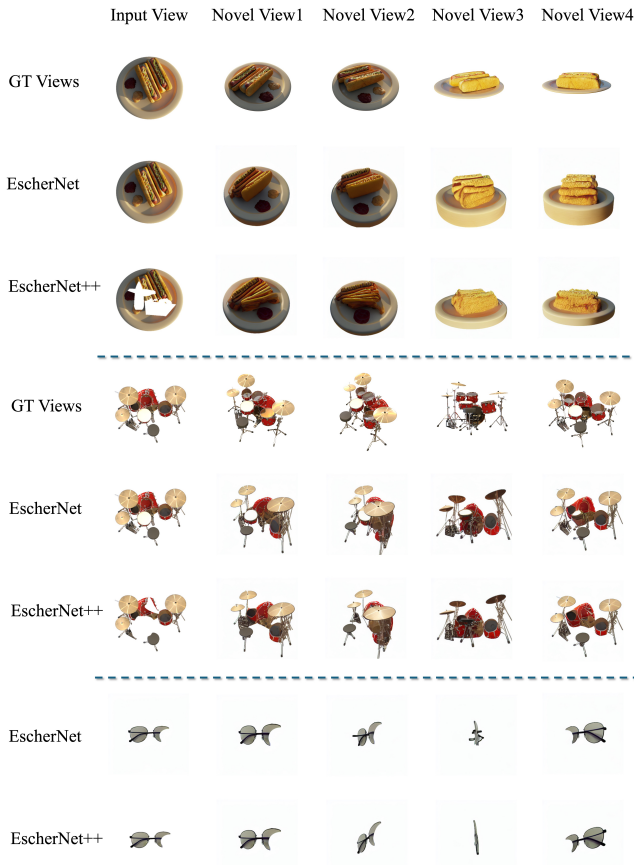 Input View Novel View1 Novel View2 Novel View3 Novel View4
GT Views
EscherNet
EscherNet++
GT Views
EscherNet
EscherNet++
EscherNet
EscherNet++